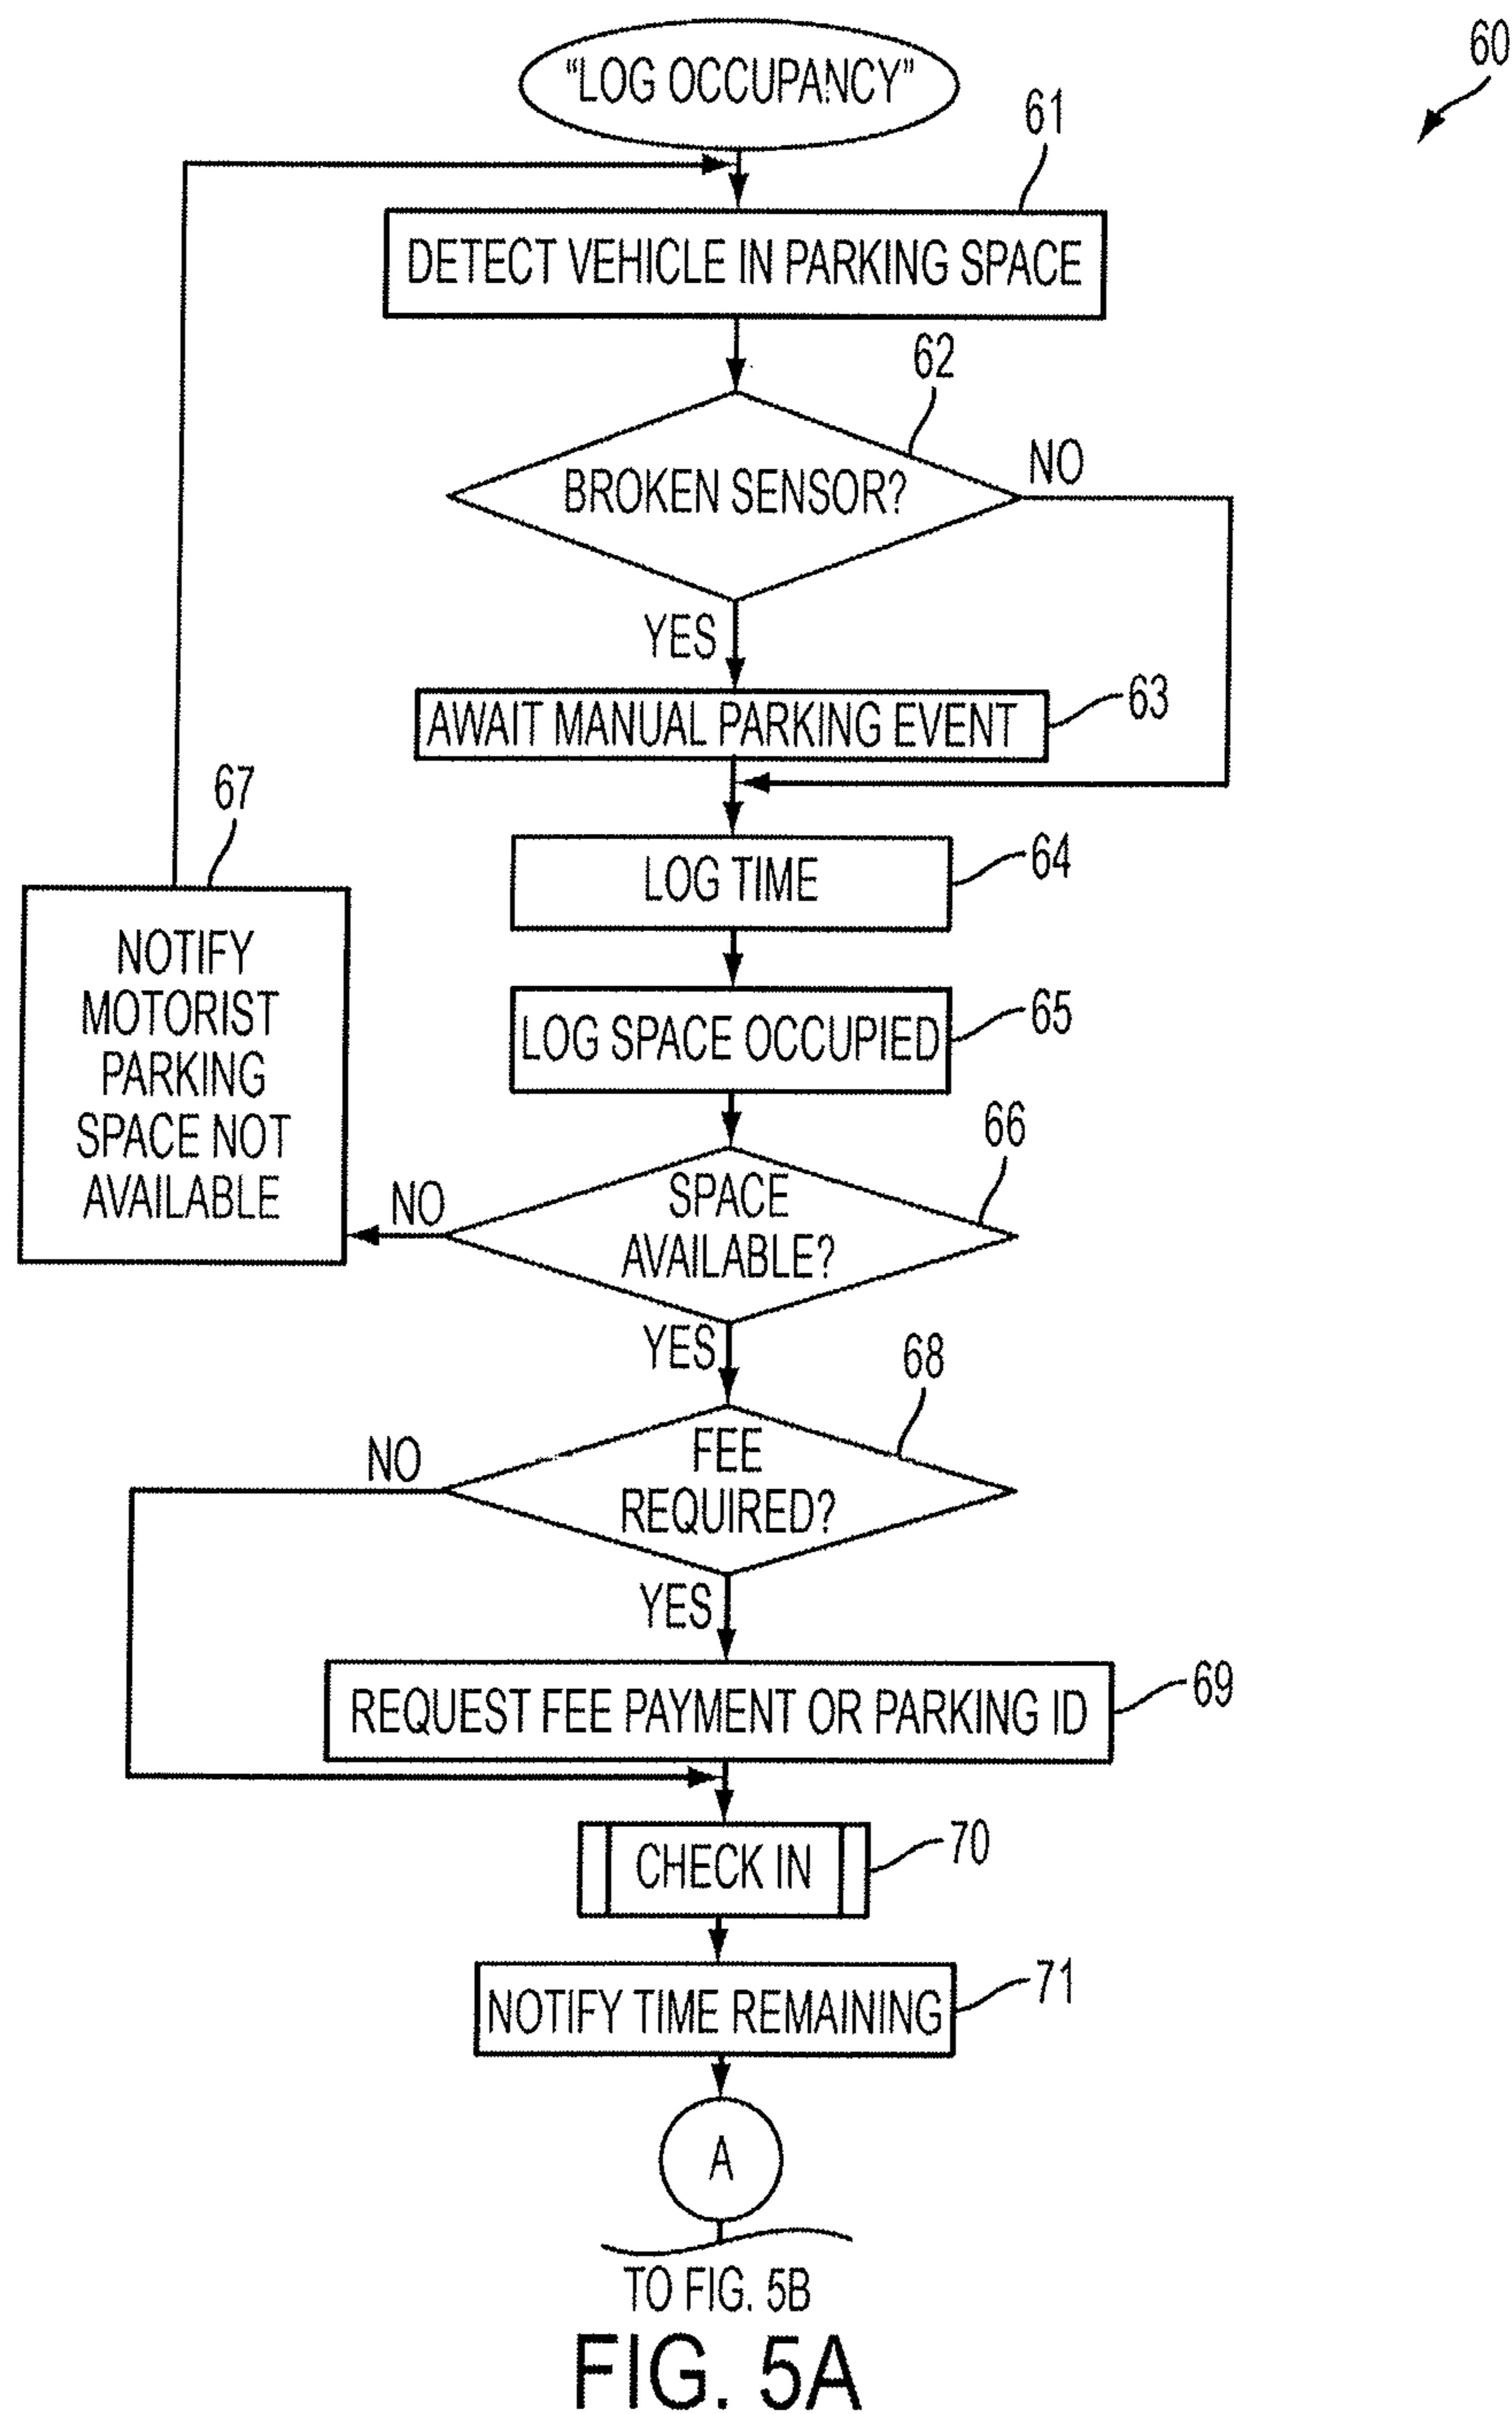 60
“LOG OCCUPANCY”
61
DETECT VEHICLE IN PARKING SPACE
62
BROKEN SENSOR?
NO
YES
AWAIT MANUAL PARKING EVENT
63
67
NOTIFY
MOTORIST
PARKING
SPACE NOT
AVAILABLE
LOG TIME
64
LOG SPACE OCCUPIED
65
66
SPACE
AVAILABLE?
NO
YES
68
FEE
REQUIRED?
NO
YES
REQUEST FEE PAYMENT OR PARKING ID
69
CHECK IN
70
NOTIFY TIME REMAINING
71
A
TO FIG. 5B
FIG. 5A